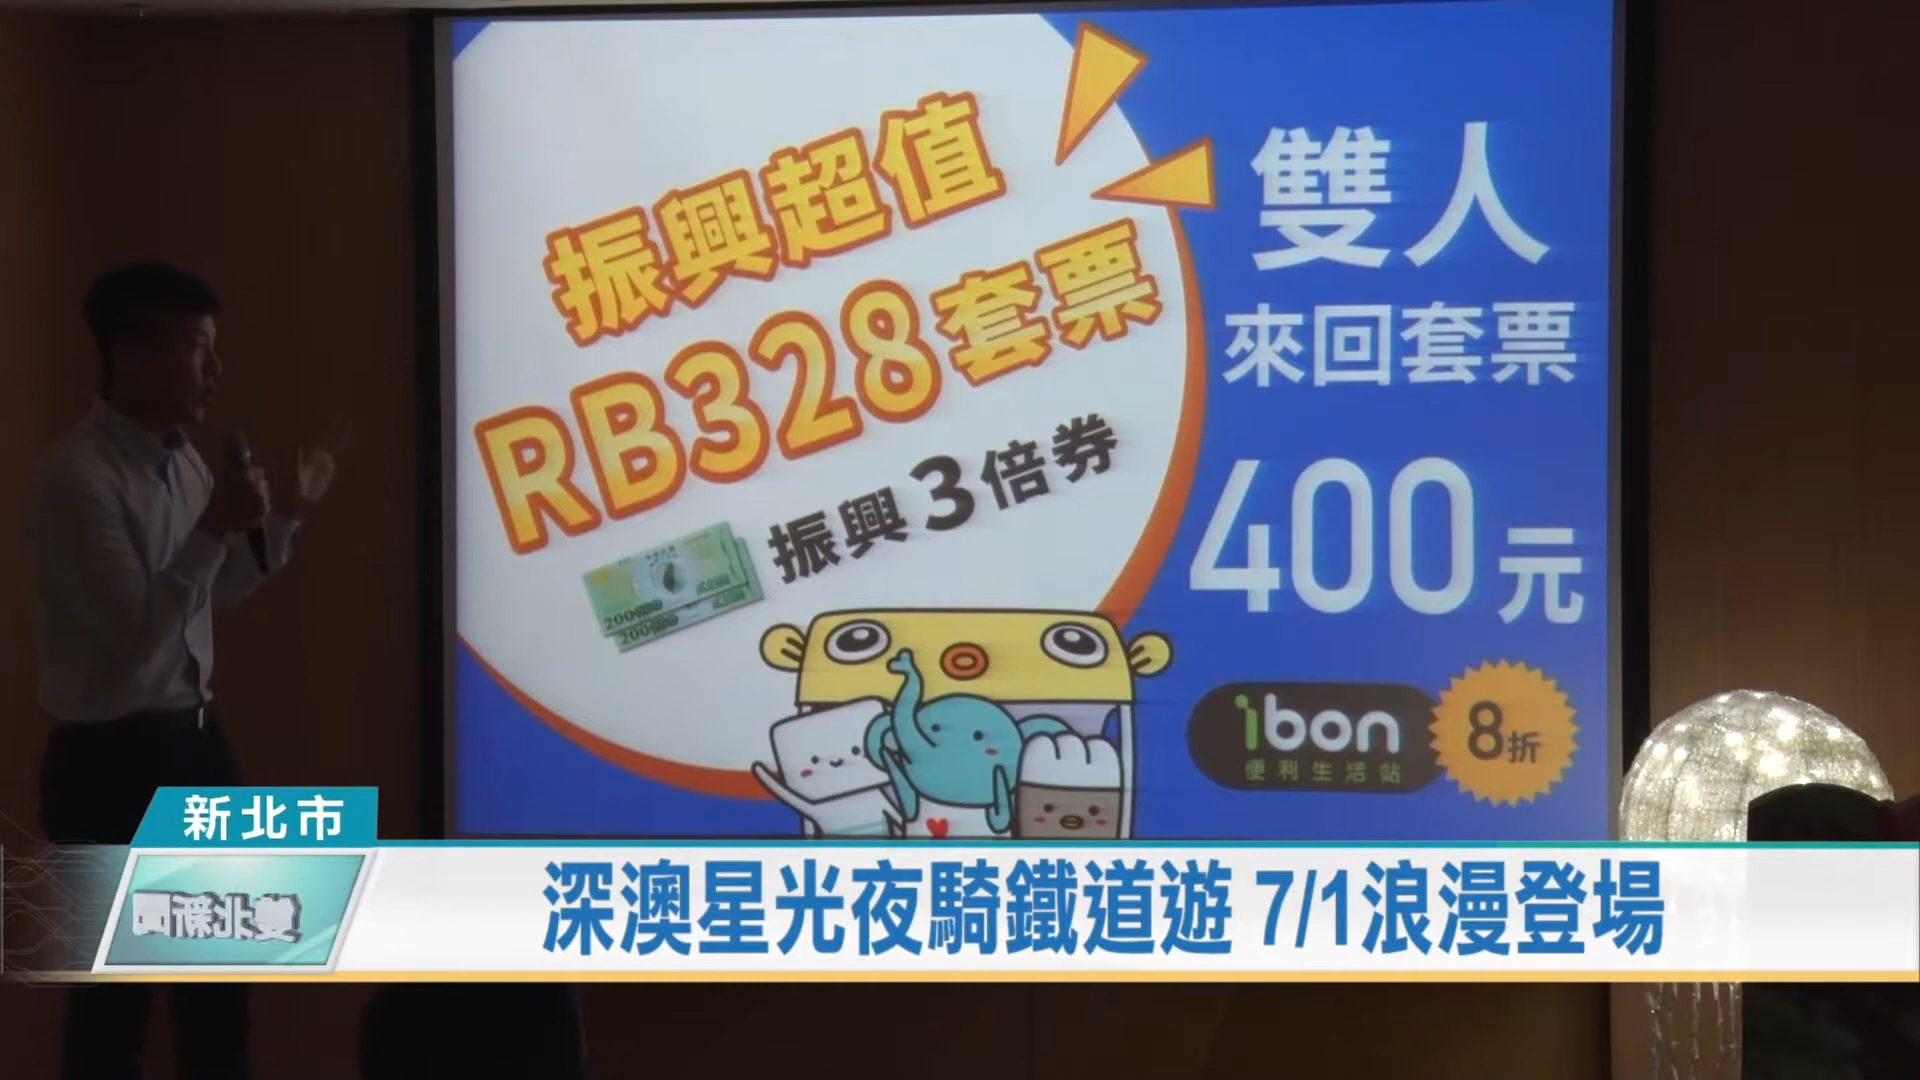 振興超值
RB328套票
振興3倍券
雙人
來回套票
400元
ibon
便利生活站
8折
200
200
新北市
深澳星光夜騎鐵道遊 7/1浪漫登場